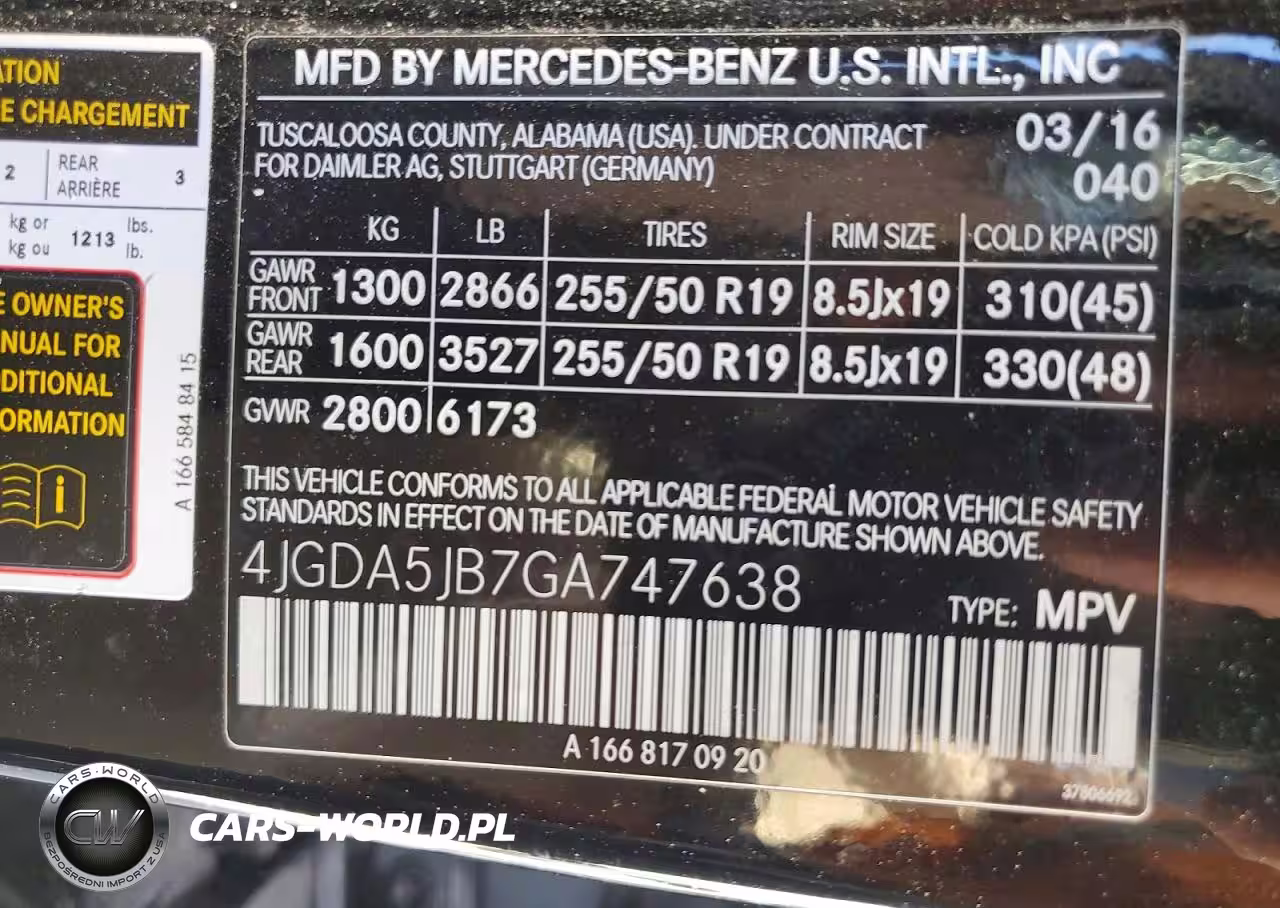 ATION
E CHARGEMENT
2 REAR 3
ARRIÈRE
kg or 1213 lbs.
kg ou lb.
E OWNER'S
NUAL FOR
DITIONAL
ORMATION
i
A 166 584 84 15
MFD BY MERCEDES-BENZ U.S. INTL., INC
TUSCALOOSA COUNTY, ALABAMA (USA). UNDER CONTRACT 03/16
FOR DAIMLER AG, STUTTGART (GERMANY) 040
KG LB TIRES RIM SIZE COLD KPA (PSI)
GAWR FRONT 1300 2866 255/50 R19 8.5Jx19 310(45)
GAWR REAR 1600 3527 255/50 R19 8.5Jx19 330(48)
GVWR 2800 6173
THIS VEHICLE CONFORMS TO ALL APPLICABLE FEDERAL MOTOR VEHICLE SAFETY
STANDARDS IN EFFECT ON THE DATE OF MANUFACTURE SHOWN ABOVE.
4JGDA5JB7GA747638
TYPE: MPV
A 166 817 09 20
37806692
CARS-WORLD
CW
BEZPOŚREDNI IMPORT Z USA
CARS-WORLD.PL